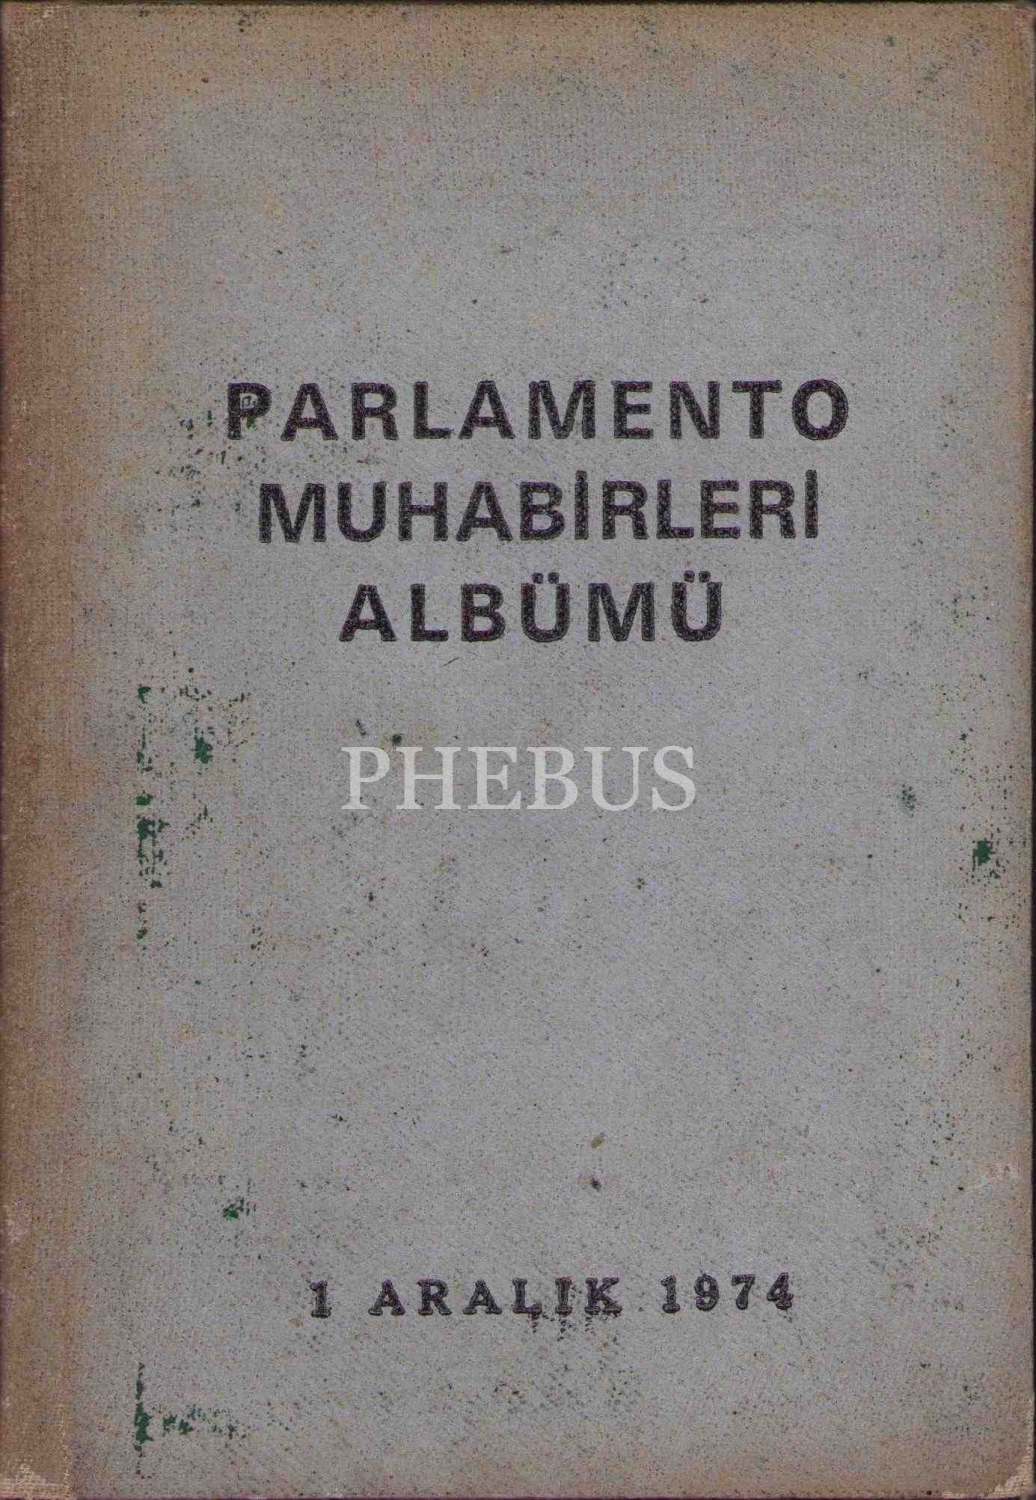 PARLAMENTO
MUHABİRLERİ
ALBÜMÜ
PHEBUS
1 ARALIK 1974